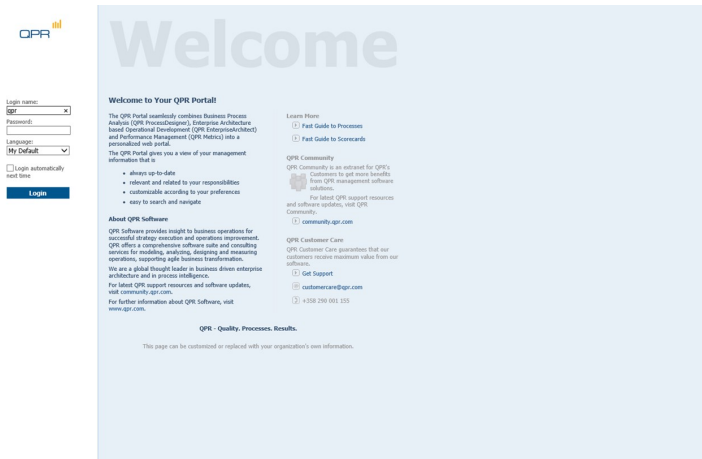 QPR
Login name:
qpr x
Password:
Language:
My Default
Login automatically
next time
Login
Welcome
Welcome to Your QPR Portal!
The QPR Portal seamlessly combines Business Process
Analysis (QPR ProcessDesigner), Enterprise Architecture
based Operational Development (QPR EnterpriseArchitect)
and Performance Management (QPR Metrics) into a
personalized web portal.
The QPR Portal gives you a view of your management
information that is
• always up-to-date
• relevant and related to your responsibilities
• customizable according to your preferences
• easy to search and navigate
About QPR Software
QPR Software provides insight to business operations for
successful strategy execution and operations improvement.
QPR offers a comprehensive software suite and consulting
services for modeling, analyzing, designing and measuring
operations, supporting agile business transformation.
We are a global thought leader in business driven enterprise
architecture and in process intelligence.
For latest QPR support resources and software updates,
visit community.qpr.com.
For further information about QPR Software, visit
www.qpr.com.
Learn More
Fast Guide to Processes
Fast Guide to Scorecards
QPR Community
QPR Community is an extranet for QPR's
Customers to get more benefits
from QPR management software
solutions.
For latest QPR support resources
and software updates, visit QPR
Community.
community.qpr.com
QPR Customer Care
QPR Customer Care guarantees that our
customers receive maximum value from our
software.
Get Support
customercare@qpr.com
+358 290 001 155
QPR - Quality. Processes. Results.
This page can be customized or replaced with your organization's own information.